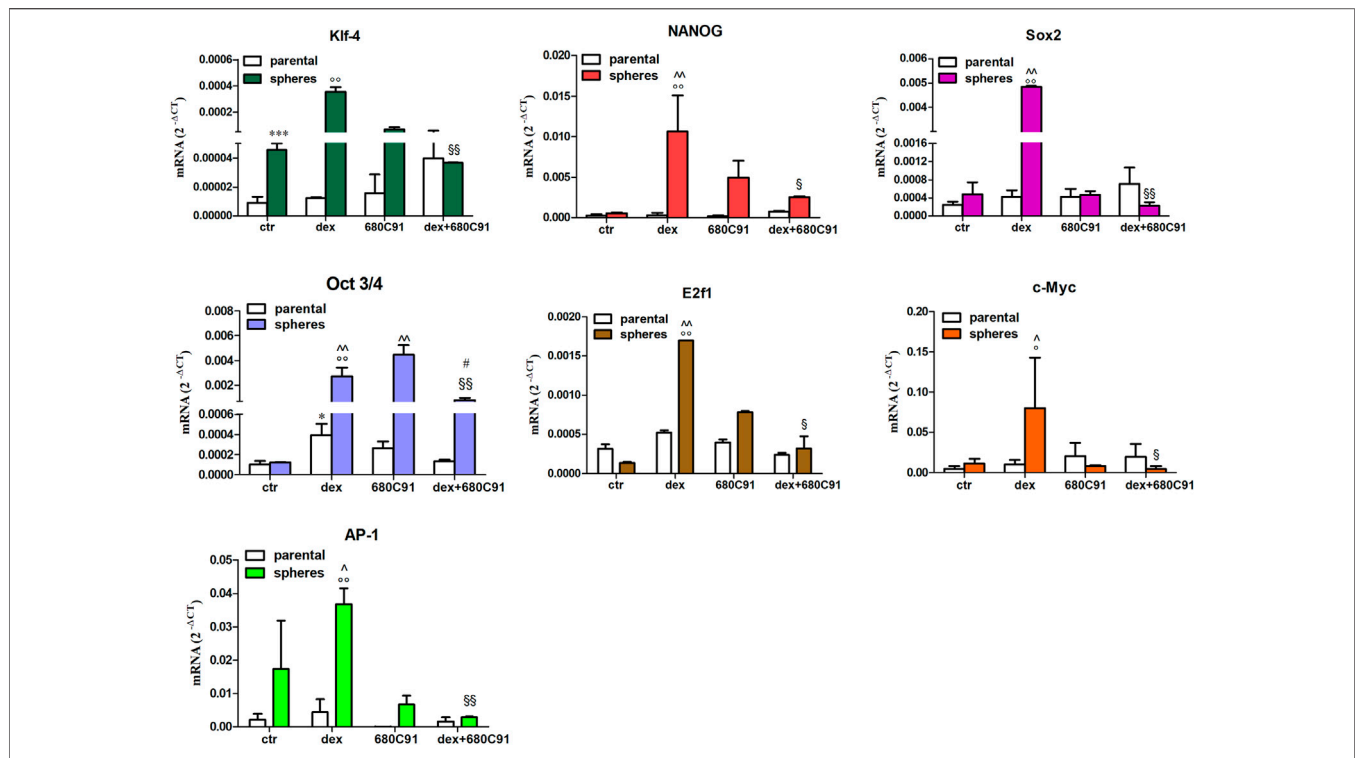 Klf-4
parental
spheres
mRNA (2 -ΔCT)
0.0006
0.0004
0.0002
0.00004
0.00002
0.00000
***
°°
§§
ctr dex 680C91 dex+680C91
NANOG
parental
spheres
mRNA (2 -ΔCT)
0.020
0.015
0.010
0.005
0.000
^^
°°
§
ctr dex 680C91 dex+680C91
Sox2
parental
spheres
mRNA (2 -ΔCT)
0.006
0.004
0.0016
0.0012
0.0008
0.0004
0.0000
^^
°°
§§
ctr dex 680C91 dex+680C91
Oct 3/4
parental
spheres
mRNA (2 -ΔCT)
0.008
0.006
0.004
0.002
0.0006
0.0004
0.0002
0.0000
*
^^
°°
^^
#
§§
ctr dex 680C91 dex+680C91
E2f1
parental
spheres
mRNA (2 -ΔCT)
0.0020
0.0015
0.0010
0.0005
0.0000
^^
°°
§
ctr dex 680C91 dex+680C91
c-Myc
parental
spheres
mRNA (2 -ΔCT)
0.20
0.15
0.10
0.05
0.00
^
°
§
ctr dex 680C91 dex+680C91
AP-1
parental
spheres
mRNA (2 -ΔCT)
0.05
0.04
0.03
0.02
0.01
0.00
^
°°
§§
ctr dex 680C91 dex+680C91